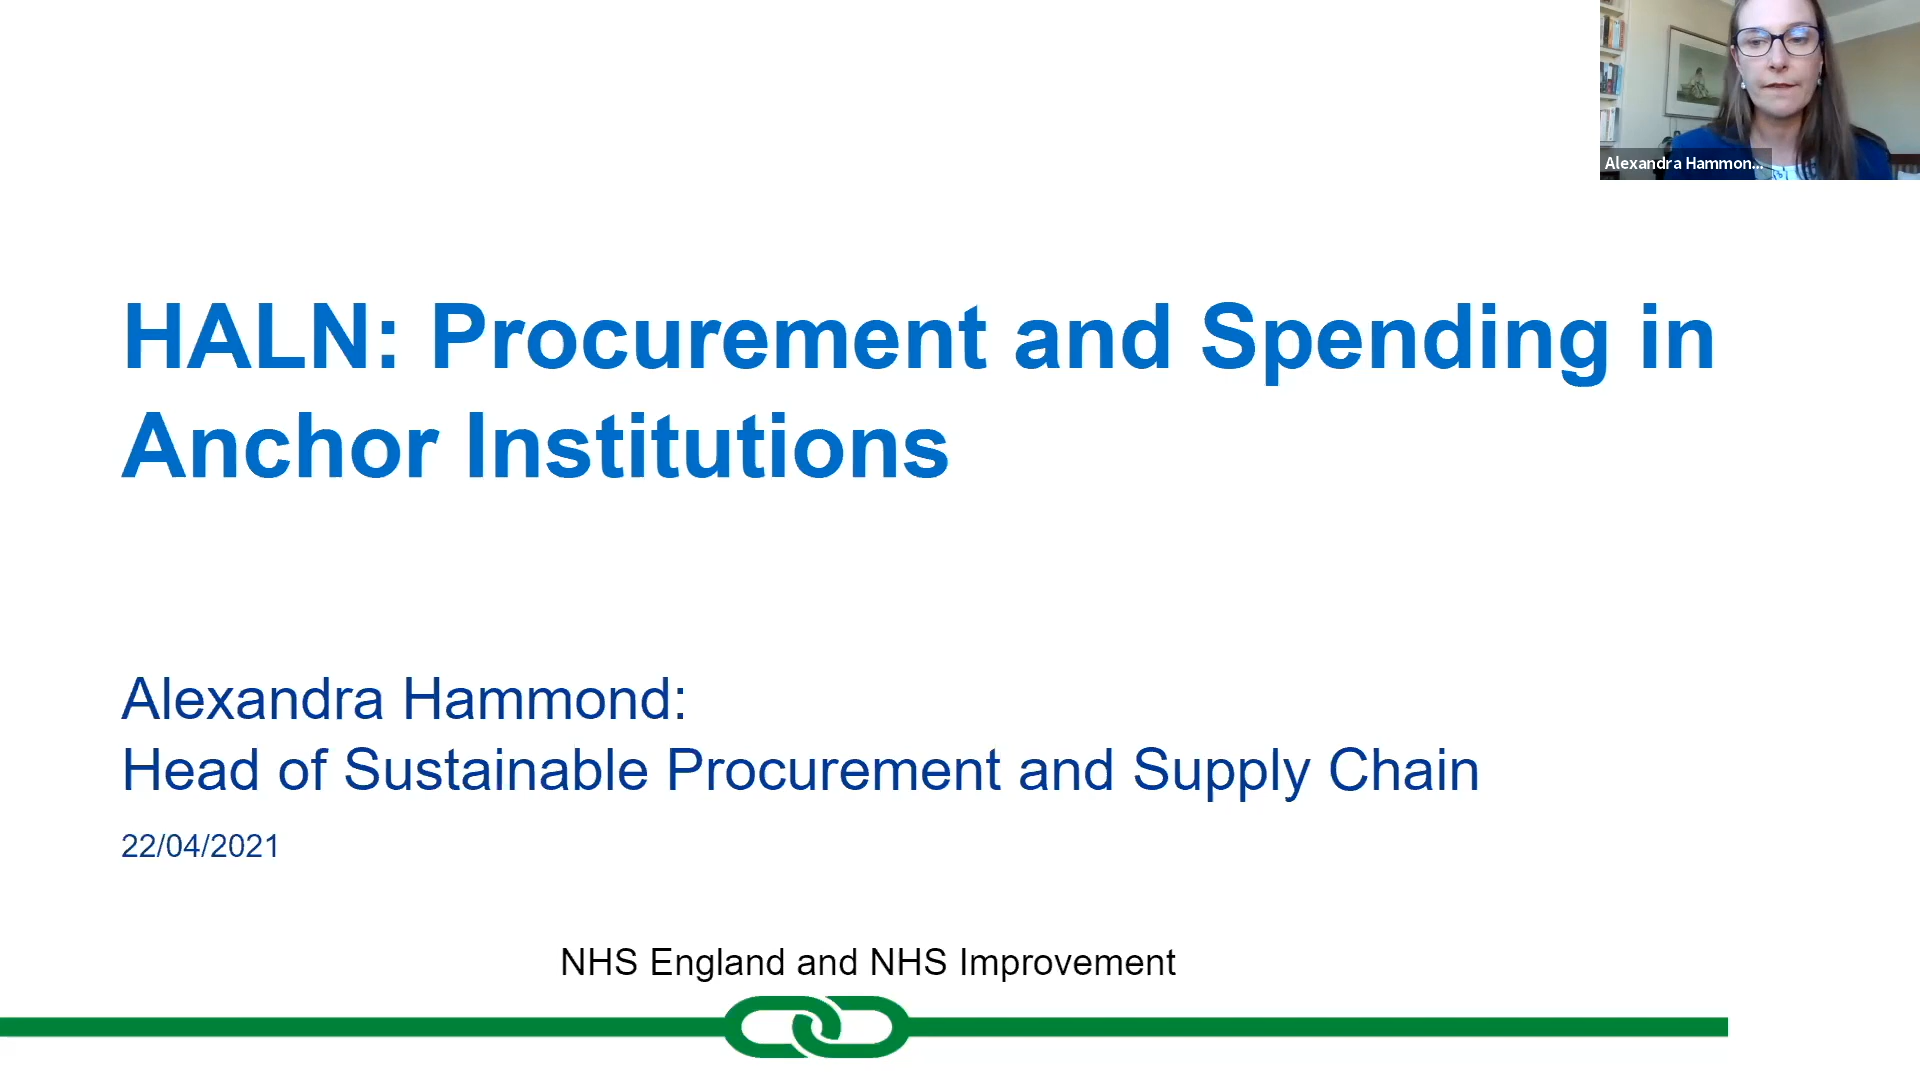 Alexandra Hammon...
HALN: Procurement and Spending in
Anchor Institutions
Alexandra Hammond:
Head of Sustainable Procurement and Supply Chain
22/04/2021
NHS England and NHS Improvement